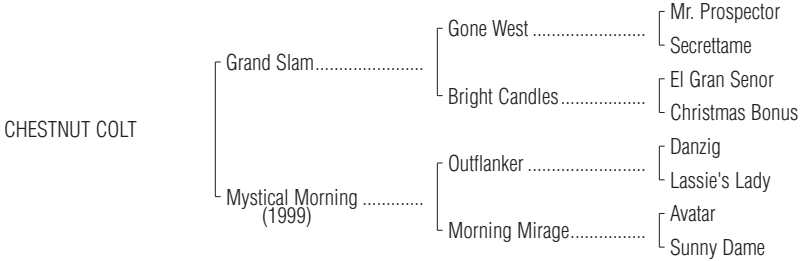 Mr. Prospector
Gone West ........................
Secrettame
Grand Slam.......................
El Gran Senor
Bright Candles..................
Christmas Bonus
CHESTNUT COLT
Danzig
Outflanker .........................
Lassie's Lady
Mystical Morning .............
(1999)
Avatar
Morning Mirage................
Sunny Dame